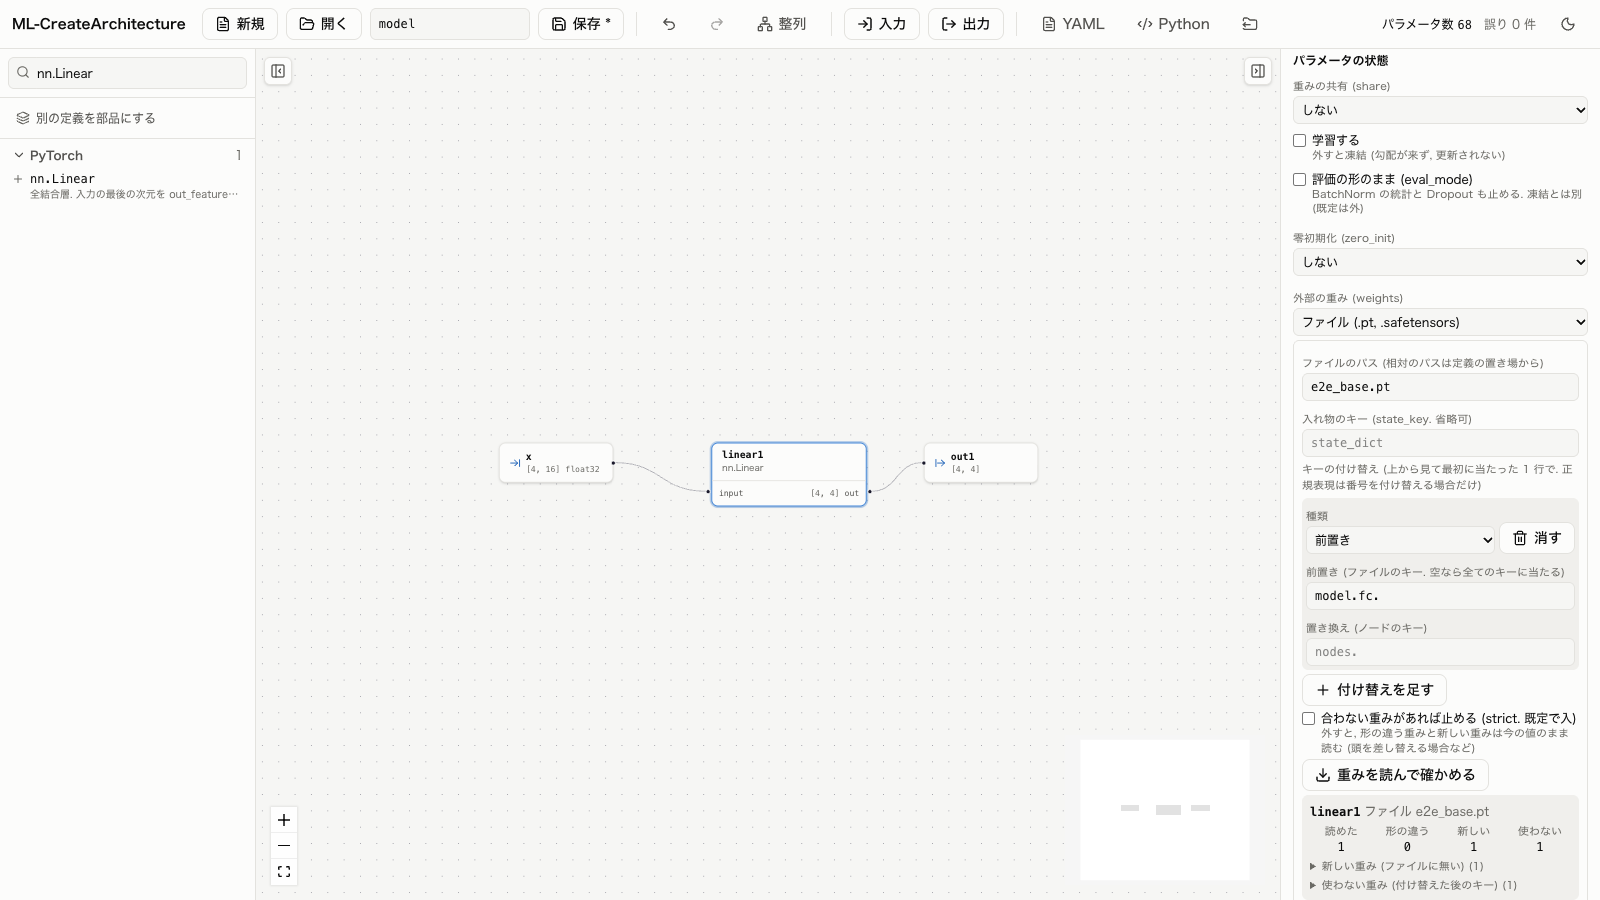 ML-CreateArchitecture 新規 開く model 保存 * 整列 入力 出力 YAML Python パラメータ数 68 誤り 0 件
nn.Linear
別の定義を部品にする
PyTorch 1
nn.Linear
全結合層. 入力の最後の次元を out_feature…
x
[4, 16] float32
linear1
nn.Linear
input [4, 4] out
out1
[4, 4]
パラメータの状態
重みの共有 (share)
しない
学習する
外すと凍結 (勾配が来ず, 更新されない)
評価の形のまま (eval_mode)
BatchNorm の統計と Dropout も止める. 凍結とは別
(既定は外)
零初期化 (zero_init)
しない
外部の重み (weights)
ファイル (.pt, .safetensors)
ファイルのパス (相対のパスは定義の置き場から)
e2e_base.pt
入れ物のキー (state_key. 省略可)
state_dict
キーの付け替え (上から見て最初に当たった 1 行で. 正
規表現は番号を付け替える場合だけ)
種類
前置き 消す
前置き (ファイルのキー. 空なら全てのキーに当たる)
model.fc.
置き換え (ノードのキー)
nodes.
付け替えを足す
合わない重みがあれば止める (strict. 既定で入)
外すと, 形の違う重みと新しい重みは今の値のまま
読む (頭を差し替える場合など)
重みを読んで確かめる
linear1 ファイル e2e_base.pt
読めた 形の違う 新しい 使わない
1 0 1 1
新しい重み (ファイルに無い) (1)
使わない重み (付け替えた後のキー) (1)